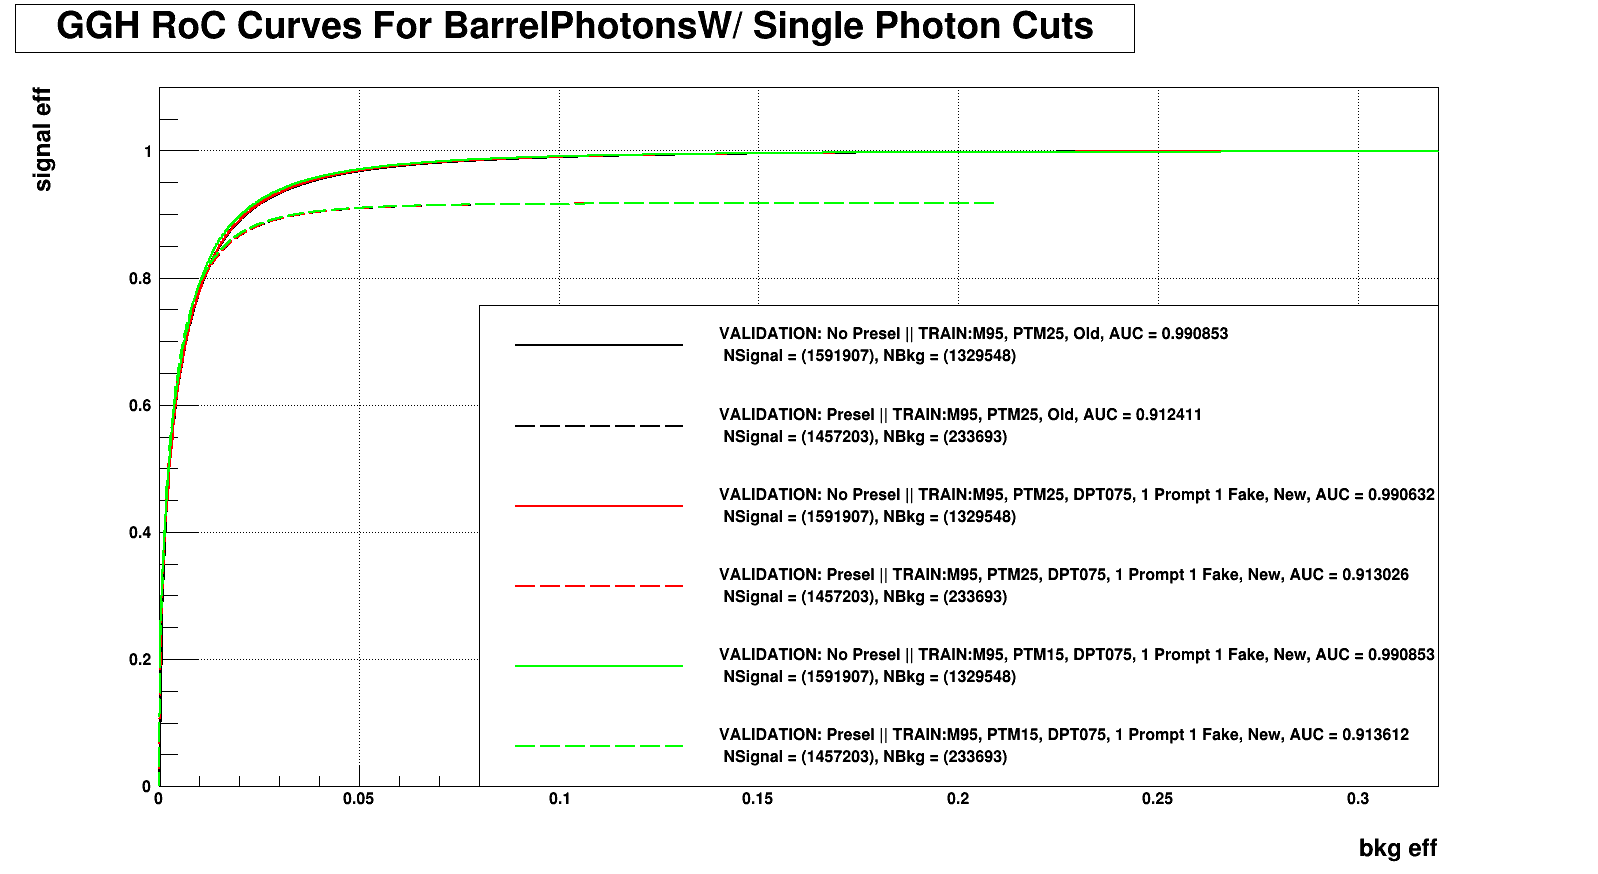 GGH RoC Curves For BarrelPhotonsW/ Single Photon Cuts
signal eff
1
0.8
0.6
0.4
0.2
0
VALIDATION: No Presel || TRAIN:M95, PTM25, Old, AUC = 0.990853
NSignal = (1591907), NBkg = (1329548)
VALIDATION: Presel || TRAIN:M95, PTM25, Old, AUC = 0.912411
NSignal = (1457203), NBkg = (233693)
VALIDATION: No Presel || TRAIN:M95, PTM25, DPT075, 1 Prompt 1 Fake, New, AUC = 0.990632
NSignal = (1591907), NBkg = (1329548)
VALIDATION: Presel || TRAIN:M95, PTM25, DPT075, 1 Prompt 1 Fake, New, AUC = 0.913026
NSignal = (1457203), NBkg = (233693)
VALIDATION: No Presel || TRAIN:M95, PTM15, DPT075, 1 Prompt 1 Fake, New, AUC = 0.990853
NSignal = (1591907), NBkg = (1329548)
VALIDATION: Presel || TRAIN:M95, PTM15, DPT075, 1 Prompt 1 Fake, New, AUC = 0.913612
NSignal = (1457203), NBkg = (233693)
0 0.05 0.1 0.15 0.2 0.25 0.3
bkg eff